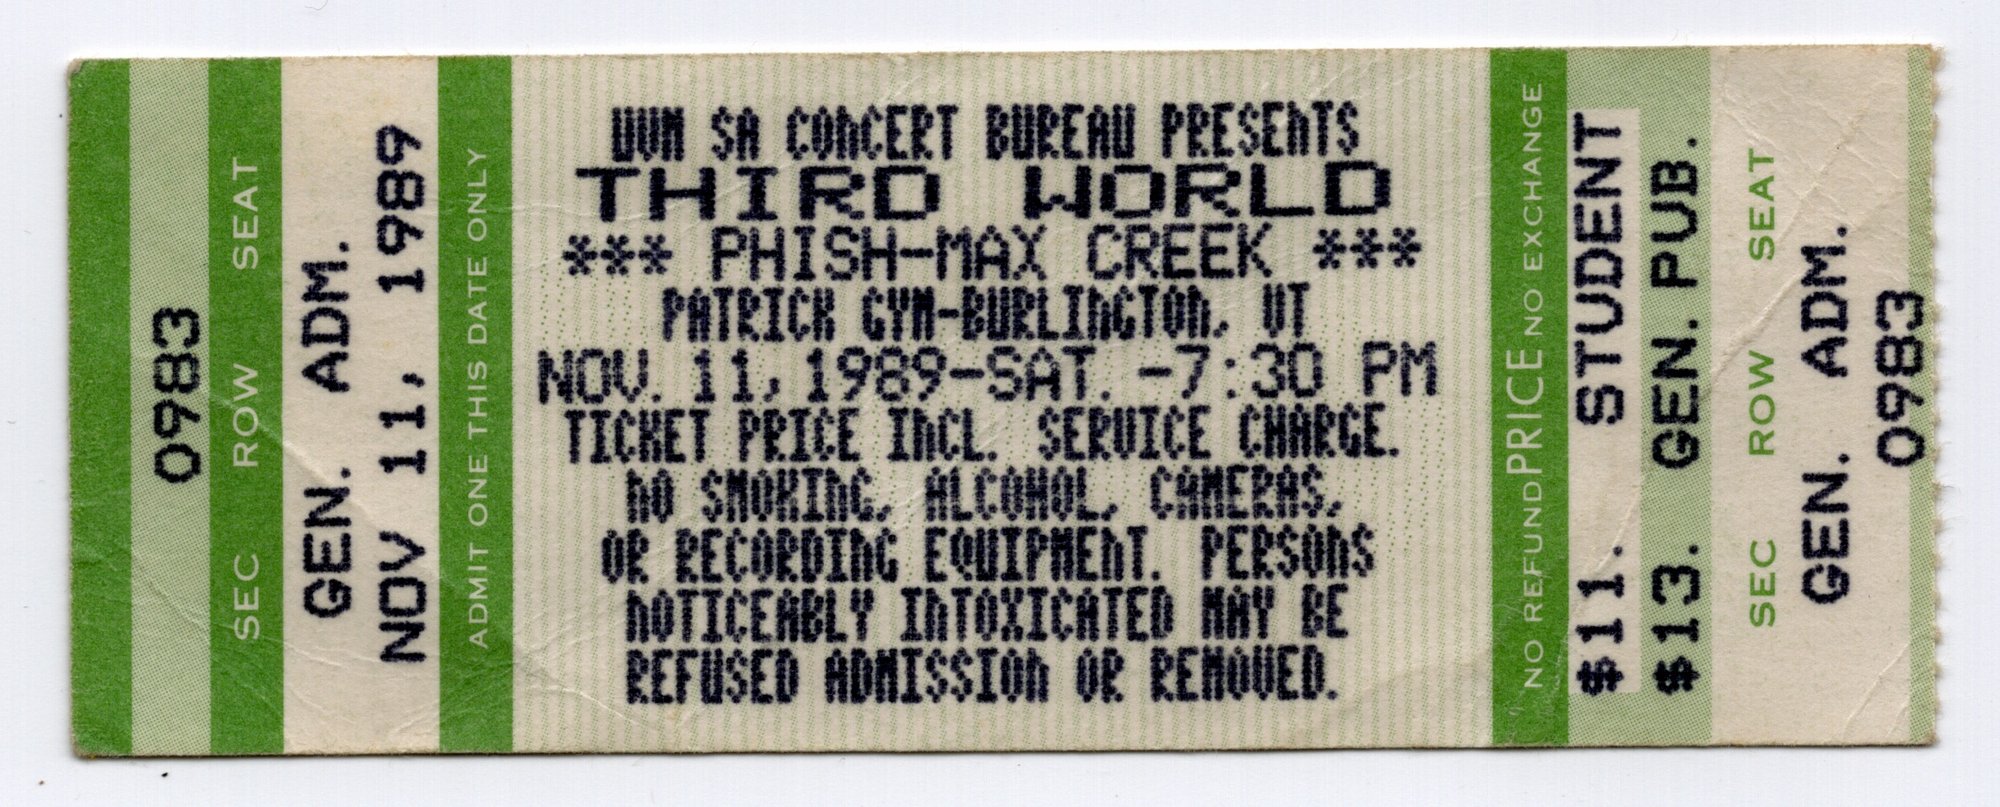 0983
SEC ROW SEAT
GEN. ADM.
NOV 11, 1989
ADMIT ONE THIS DATE ONLY
UVM SA CONCERT BUREAU PRESENTS
THIRD WORLD
*** PHISH-MAX CREEK ***
PATRICK GYM-BURLINGTON, VT
NOV. 11, 1989-SAT. -7:30 PM
TICKET PRICE INCL. SERVICE CHARGE.
NO SMOKING, ALCOHOL, CAMERAS,
OR RECORDING EQUIPMENT. PERSONS
NOTICEABLY INTOXICATED MAY BE
REFUSED ADMISSION OR REMOVED.
NO REFUND PRICE NO EXCHANGE
$11. STUDENT
$13. GEN. PUB.
SEC ROW SEAT
GEN. ADM.
0983